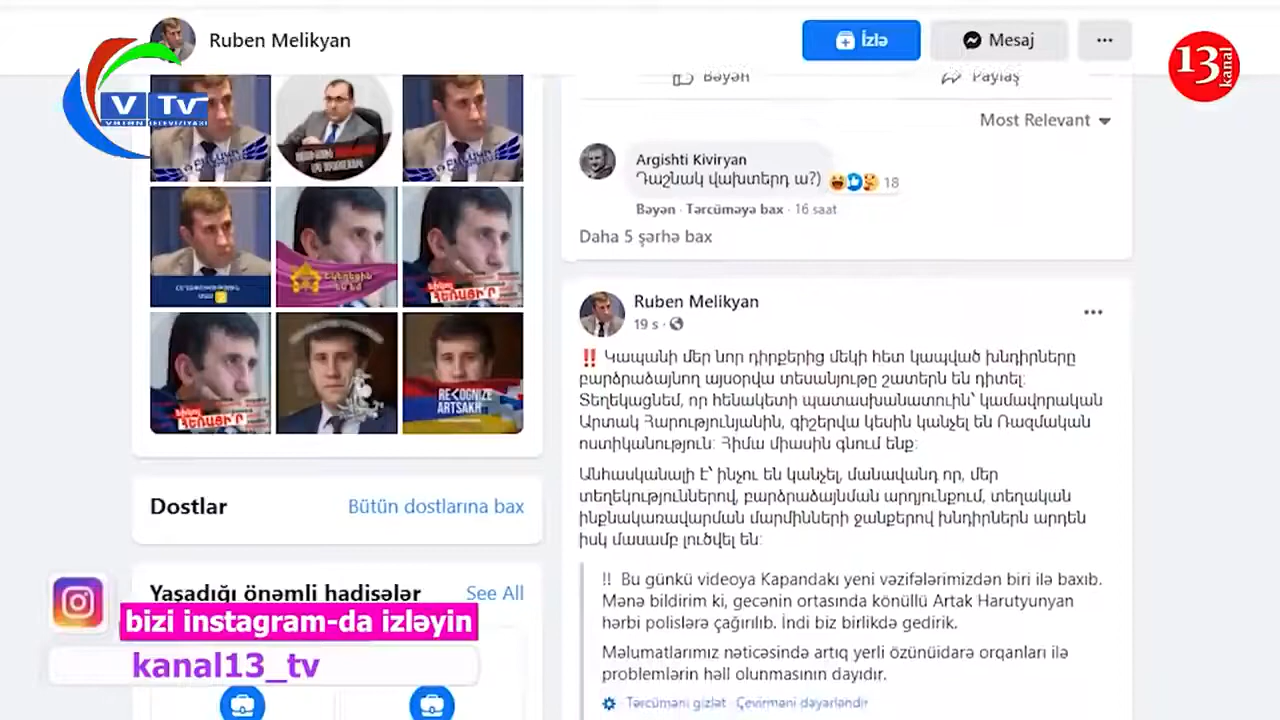 Ruben Melikyan
İzlə
Mesaj
13
kanal
V Tv
Bəyən
Paylaş
Most Relevant
Argishti Kiviryan
Դաշնակ վախտերդ ա?)
18
Bəyən · Tərcüməyə bax · 16 saat
Daha 5 şərhə bax
ՀԵՌԱՑԻ՛Ր
ՀԵՌԱՑԻ՛Ր
RECOGNIZE
ARTSAKH
Dostlar
Bütün dostlarına bax
Yaşadığı önəmli hadisələr
See All
bizi instagram-da izləyin
kanal13_tv
Ruben Melikyan
19 s ·
‼ Կապանի մեր նոր դիրքերից մեկի հետ կապված խնդիրները
բարձրաձայնող այսօրվա տեսանյութը շատերն են դիտել:
Տեղեկացնեմ, որ հենակետի պատասխանատուին՝ կամավորական
Արտակ Հարությունյանին, գիշերվա կեսին կանչել են Ռազմական
ոստիկանություն: Հիմա միասին գնում ենք:
Անհասկանալի է՝ ինչու են կանչել, մանավանդ որ, մեր
տեղեկություններով, բարձրաձայնման արդյունքում, տեղական
ինքնակառավարման մարմինների ջանքերով խնդիրներն արդեն
իսկ մասամբ լուծվել են:
!! Bu günkü videoya Kapandakı yeni vəzifələrimizdən biri ilə baxıb.
Mənə bildirim ki, gecənin ortasında könüllü Artak Harutyunyan
hərbi polislərə çağırılıb. İndi biz birlikdə gedirik.
Məlumatlarımız nəticəsində artıq yerli özünüidarə orqanları ilə
problemlərin həll olunmasının dayıdır.
Tərcüməni gizlət · Çevirməni dəyərləndir